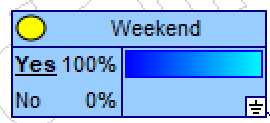 Weekend
Yes 100%
No 0%